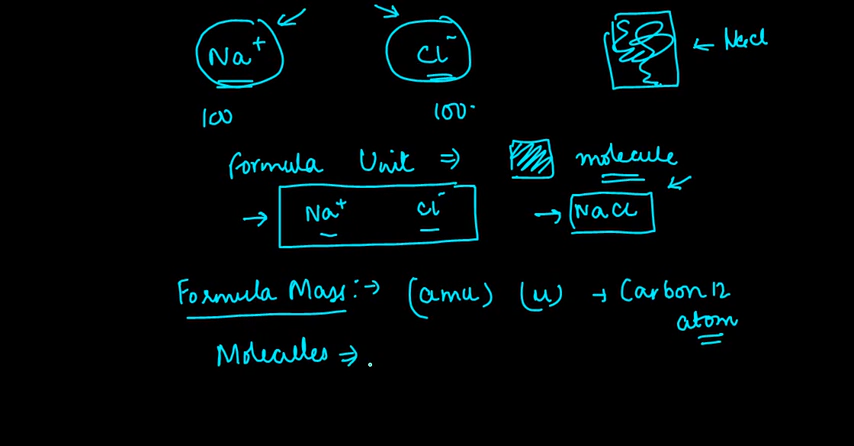 Na⁺ Cl⁻ ← NaCl
100 100
Formula Unit ⇒ molecule
→ Na⁺ Cl⁻ → NaCl
Formula Mass :→ (amu) (u) → Carbon 12
atom
Molecules ⇒